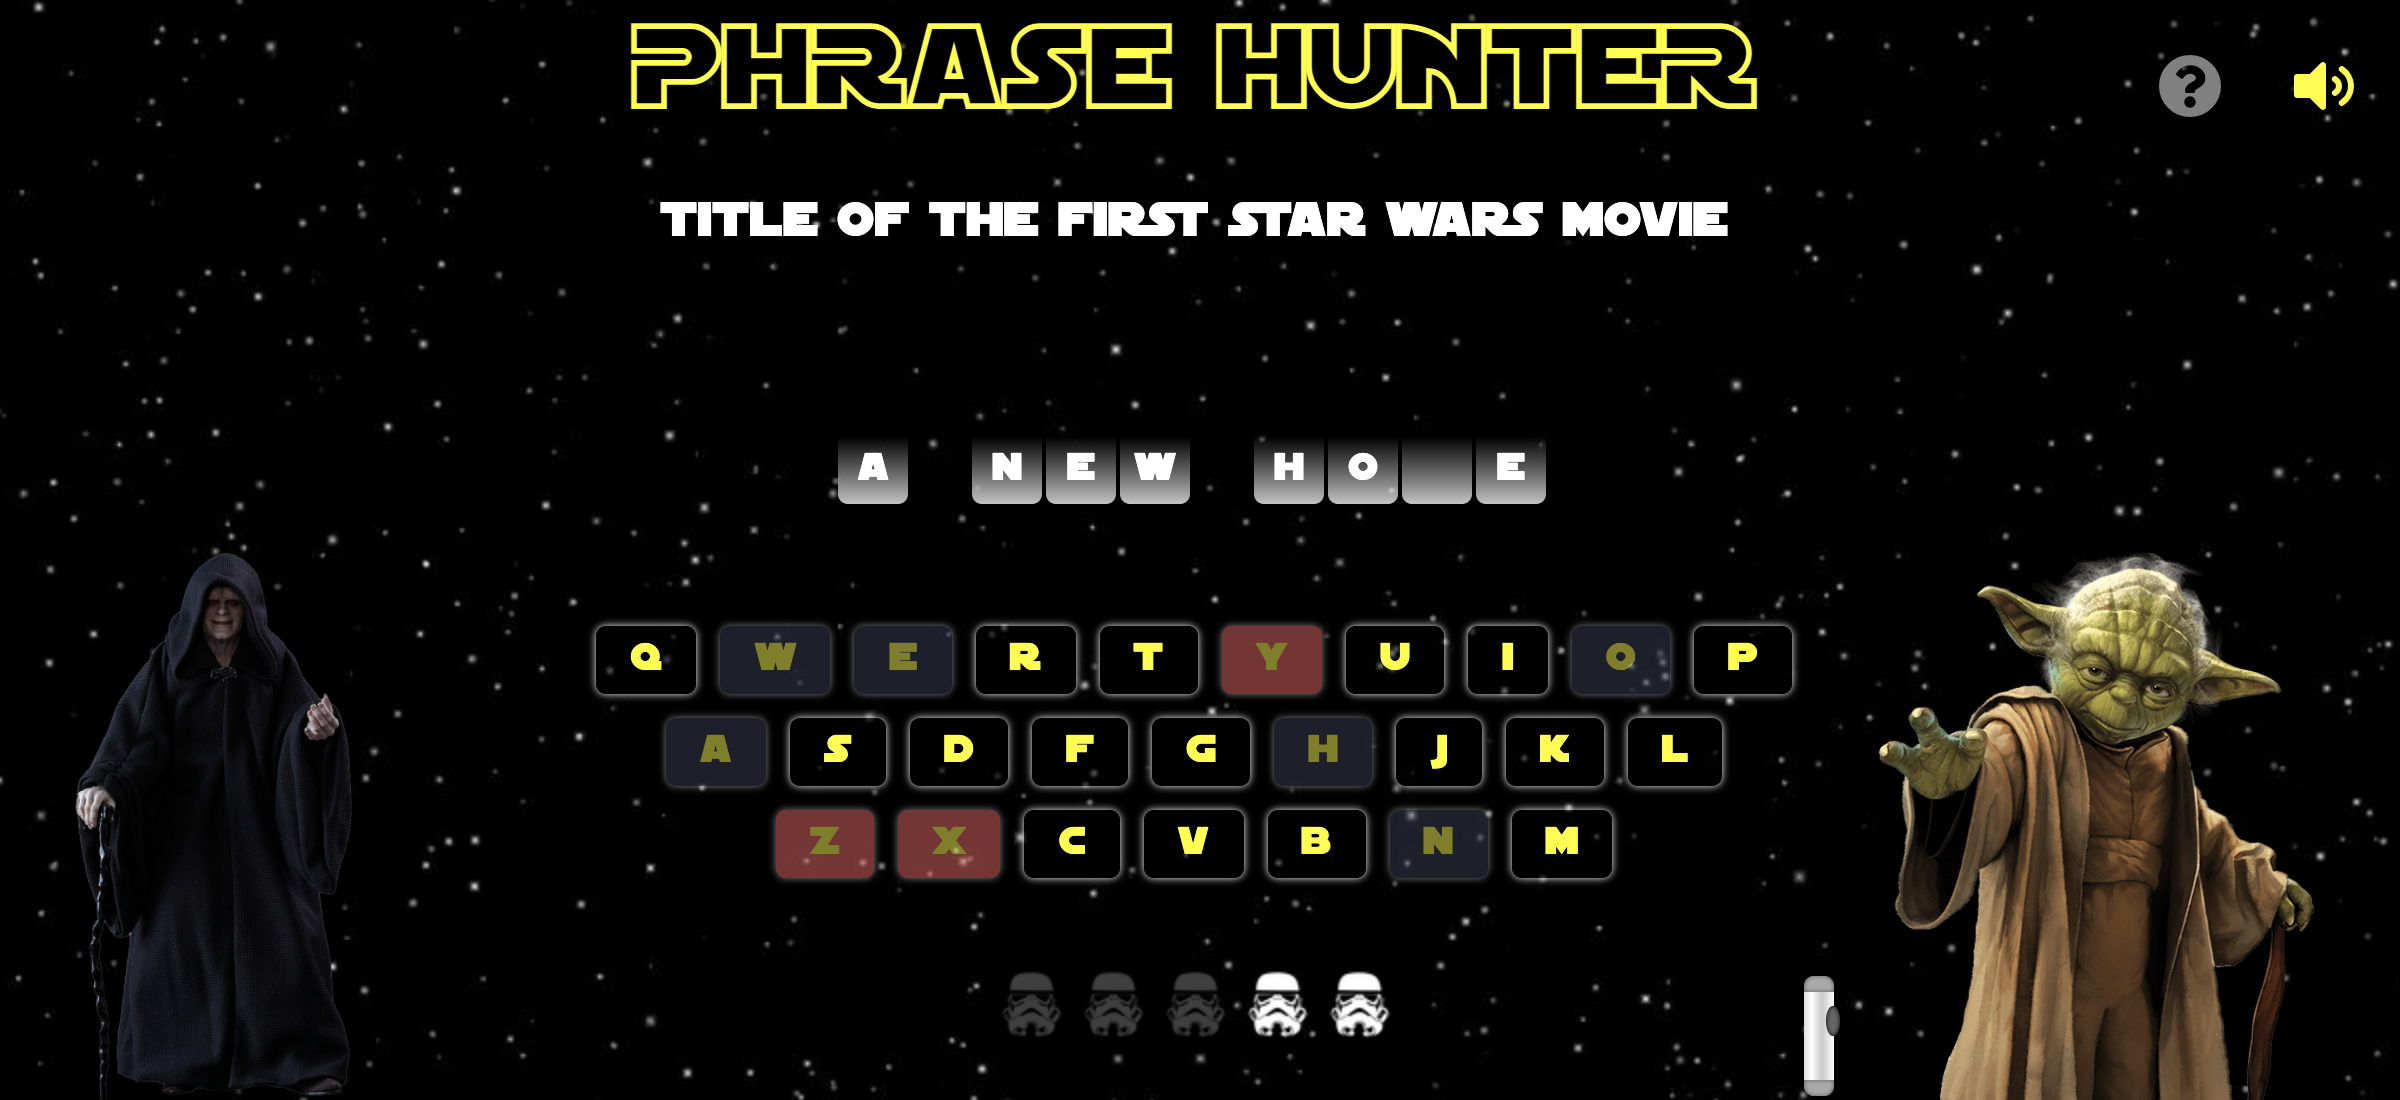 PHRASE HUNTER
?
TITLE OF THE FIRST STAR WARS MOVIE
A NEW HO E
Q W E R T Y U I O P
A S D F G H J K L
Z X C V B N M